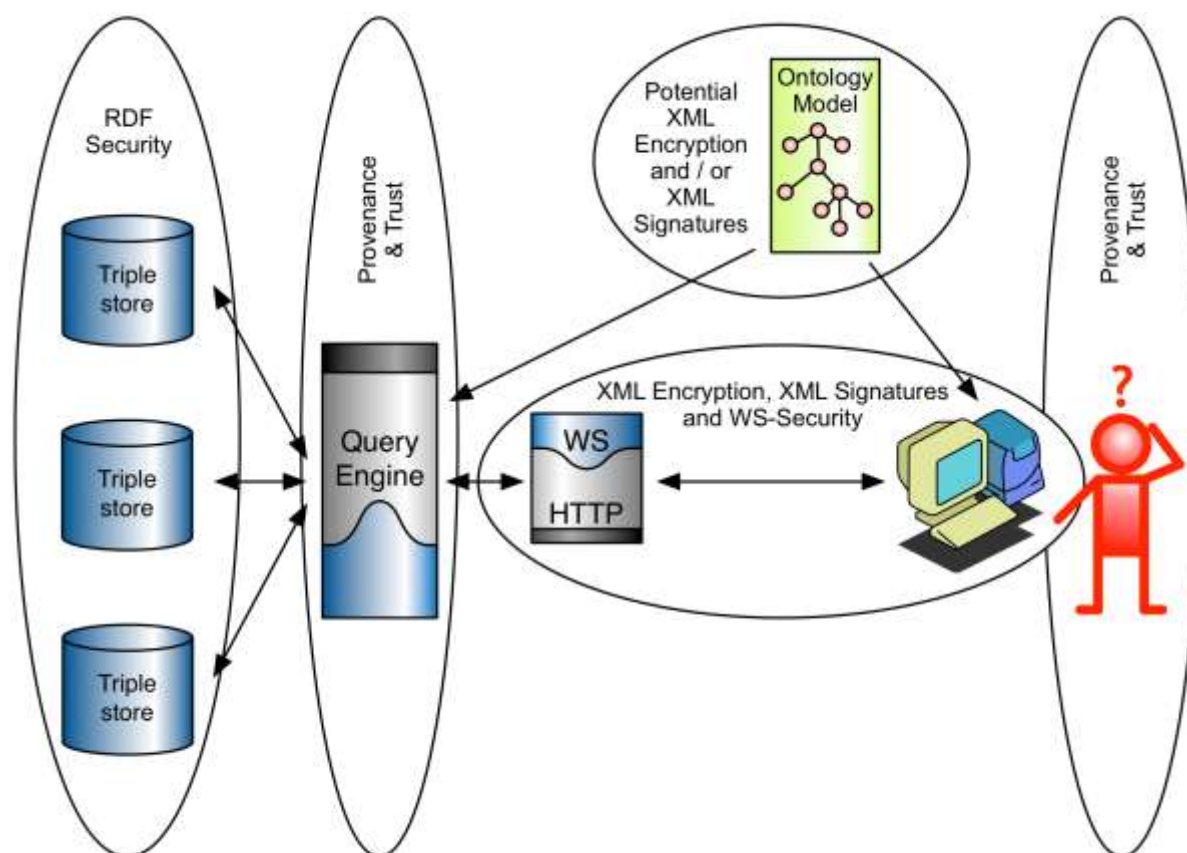 RDF
Security
Triple
store
Triple
store
Triple
store
Provenance
& Trust
Query
Engine
Potential
XML
Encryption
and / or
XML
Signatures
Ontology
Model
XML Encryption, XML Signatures
and WS-Security
WS
HTTP
Provenance
& Trust
?